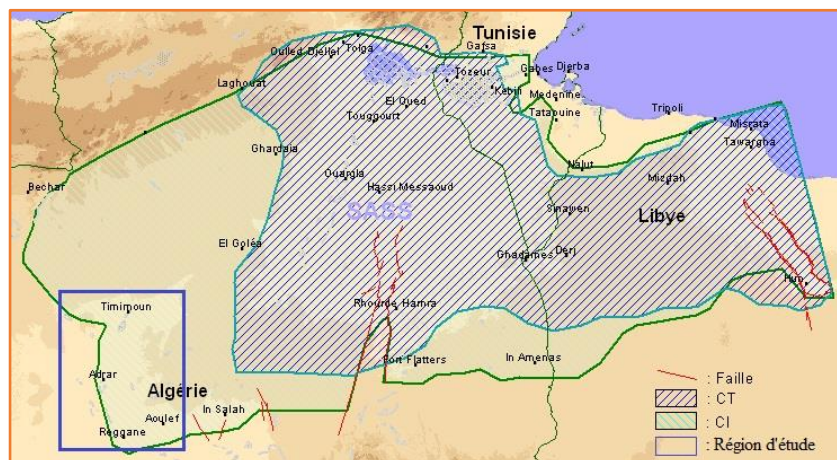 Tunisie
Gafsa
Tolga
Ouled Djellel
Tozeur
Gabes
Djerba
Laghouat
Kebili
El Oued
Medenine
Tataouine
Touggourt
Tripoli
Misrata
Tawargha
Ghardaia
Nalut
Bechar
Ouargla
Hassi Messaoud
Mizdah
SASS
Sinawen
Libye
El Goléa
Ghadames
Derj
Hun
Timimoun
Rhourde Hamra
Fort Flatters
In Amenas
Adrar
Algérie
: Faille
: CT
In Salah
Aoulef
: CI
Reggane
: Région d'étude